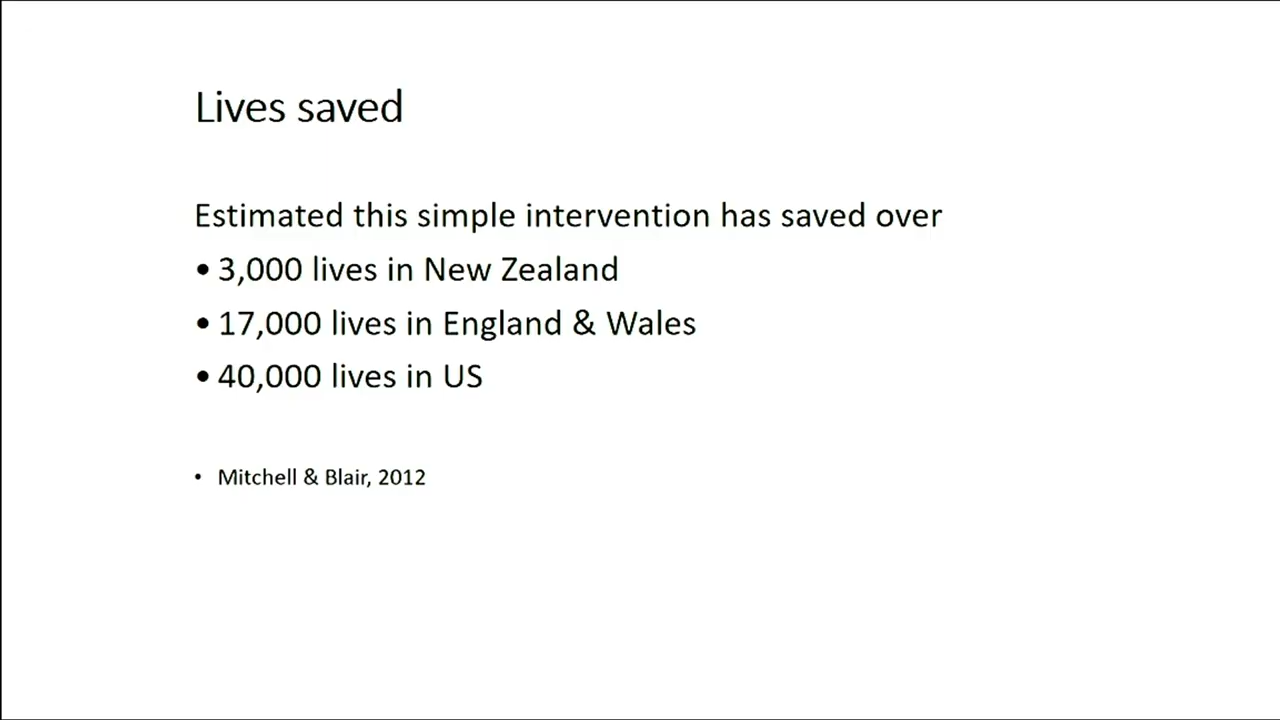 Lives saved
Estimated this simple intervention has saved over
• 3,000 lives in New Zealand
• 17,000 lives in England & Wales
• 40,000 lives in US
• Mitchell & Blair, 2012